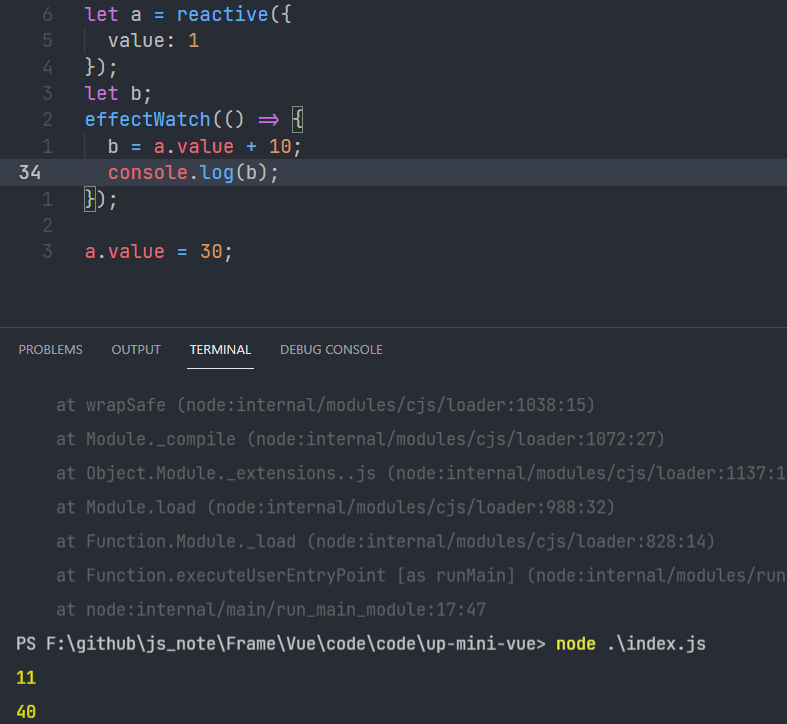 6 let a = reactive({
5 value: 1
4 });
3 let b;
2 effectWatch(() => {
1 b = a.value + 10;
34 console.log(b);
1 });
2
3 a.value = 30;
PROBLEMS OUTPUT TERMINAL DEBUG CONSOLE
at wrapSafe (node:internal/modules/cjs/loader:1038:15)
at Module._compile (node:internal/modules/cjs/loader:1072:27)
at Object.Module._extensions..js (node:internal/modules/cjs/loader:1137:1
at Module.load (node:internal/modules/cjs/loader:988:32)
at Function.Module._load (node:internal/modules/cjs/loader:828:14)
at Function.executeUserEntryPoint [as runMain] (node:internal/modules/run
at node:internal/main/run_main_module:17:47
PS F:\github\js_note\Frame\Vue\code\code\up-mini-vue> node .\index.js
11
40